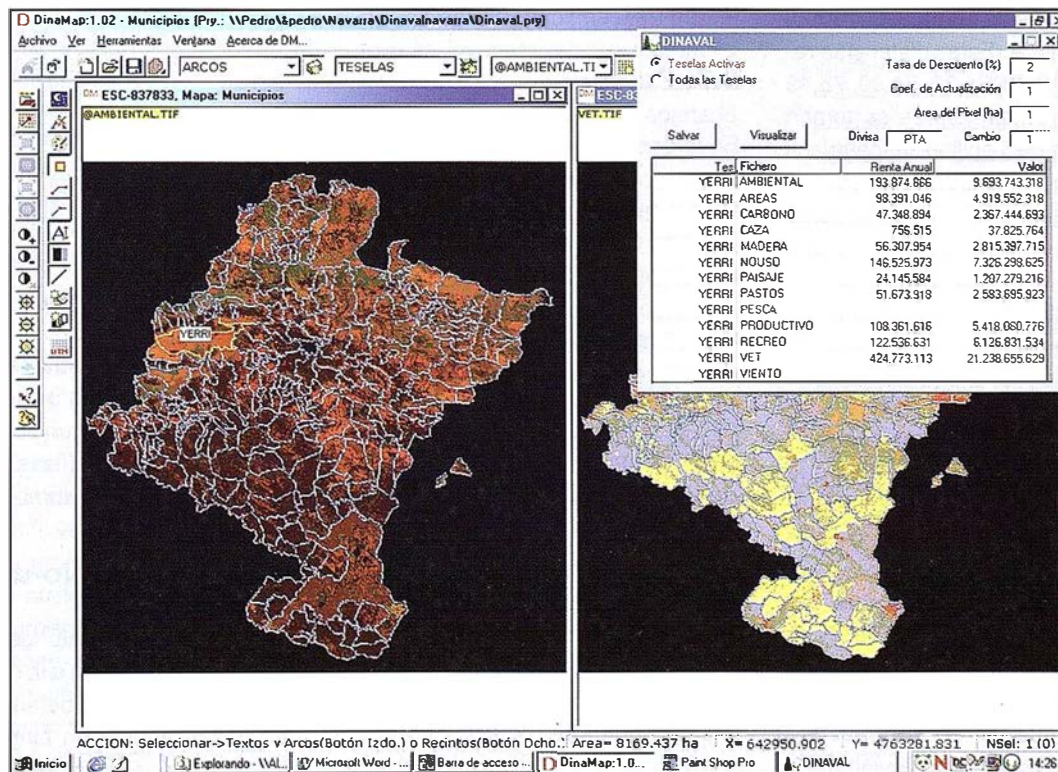 DinaMap:1.02 - Municipios (Pry.: \\Pedro\&pedro\Navarra\Dinavalnavarra\Dinaval.pry)
Archivo Ver Herramientas Ventana Acerca de DM...
ARCOS TESELAS @AMBIENTAL.TI
ESC-837833, Mapa: Municipios
@AMBIENTAL.TIF
YERRI
UTM
ESC-83
VET.TIF
DINAVAL
Teselas Activas
Todas las Teselas
Tasa de Descuento (%) 2
Coef. de Actualización 1
Area del Pixel (ha) 1
Salvar Visualizar Divisa PTA Cambio 1
Tes Fichero Renta Anual Valor
YERRI AMBIENTAL 193.874.866 9.693.743.318
YERRI AREAS 98.391.046 4.919.552.318
YERRI CARBONO 47.348.894 2.367.444.693
YERRI CAZA 756.515 37.825.764
YERRI MADERA 56.307.954 2.815.397.715
YERRI NOUSO 146.525.973 7.326.298.625
YERRI PAISAJE 24.145.584 1.207.279.216
YERRI PASTOS 51.673.918 2.583.695.923
YERRI PESCA
YERRI PRODUCTIVO 108.361.616 5.418.080.776
YERRI RECREO 122.536.631 6.126.831.534
YERRI VET 424.773.113 21.238.655.629
YERRI VIENTO
ACCION: Seleccionar->Textos y Arcos(Botón Izdo.) o Recintos(Botón Dcho. Area= 8169.437 ha X= 642950.902 Y= 4763281.831 NSel: 1 (0)
Inicio Explorando - \\AL... Microsoft Word - ... Barra de acceso ... DinaMap:1.0... Paint Shop Pro DINAVAL 14:28